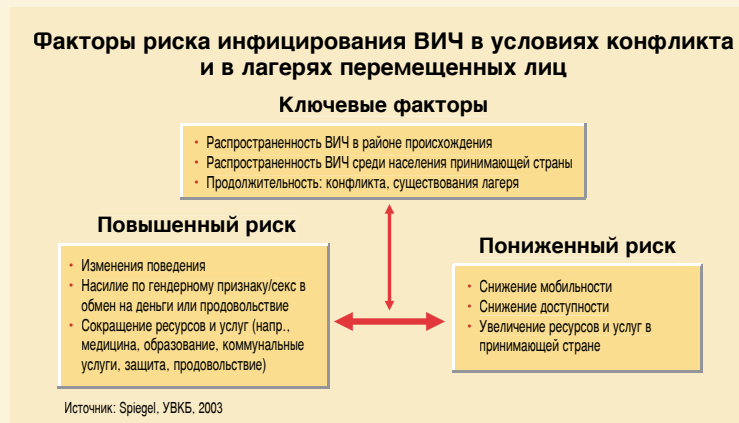 Факторы риска инфицирования ВИЧ в условиях конфликта
и в лагерях перемещенных лиц
Ключевые факторы
• Распространенность ВИЧ в районе происхождения
• Распространенность ВИЧ среди населения принимающей страны
• Продолжительность: конфликта, существования лагеря
Повышенный риск
• Изменения поведения
• Насилие по гендерному признаку/секс в
обмен на деньги или продовольствие
• Сокращение ресурсов и услуг (напр.,
медицина, образование, коммунальные
услуги, защита, продовольствие)
Пониженный риск
• Снижение мобильности
• Снижение доступности
• Увеличение ресурсов и услуг в
принимающей стране
Источник: Spiegel, УВКБ, 2003